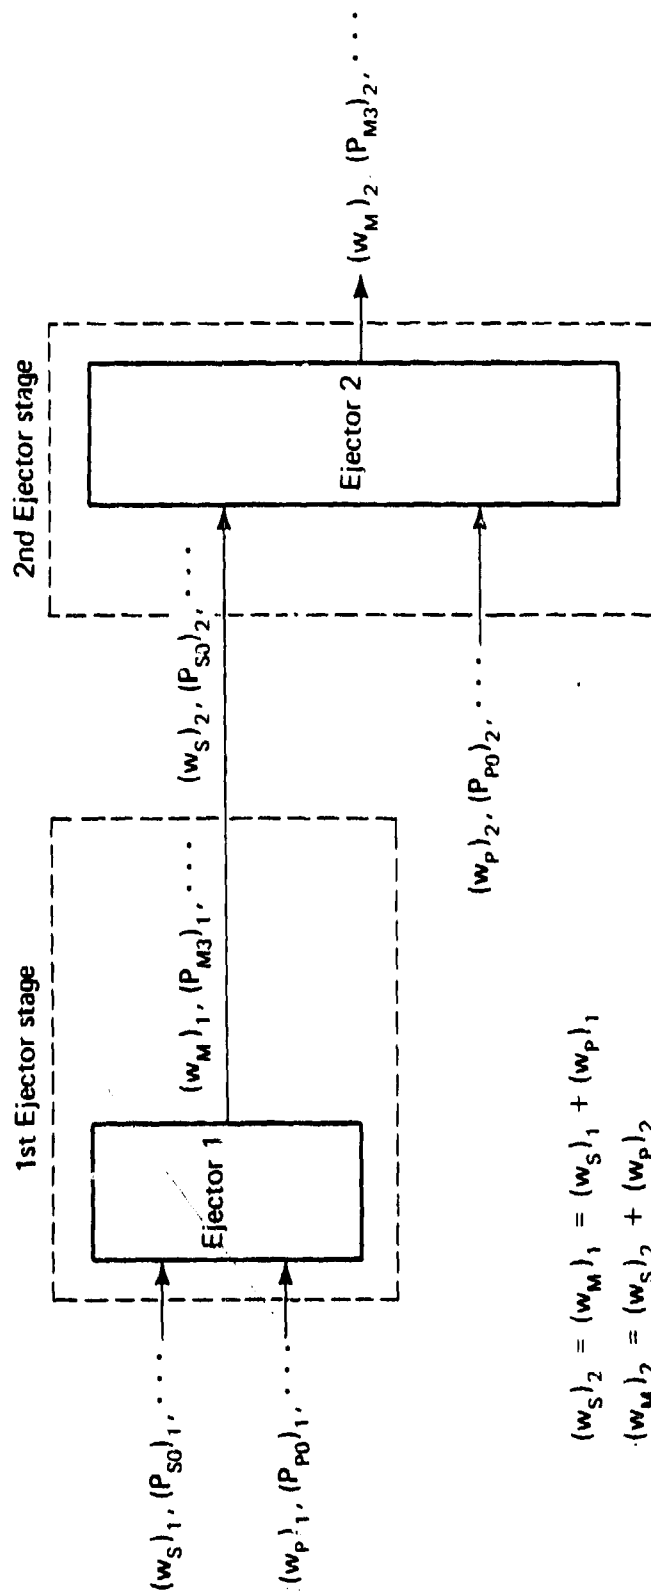 1st Ejector stage
2nd Ejector stage
(w_S)_1, (P_S0)_1, · · ·
(w_P)_1, (P_P0)_1, · · ·
Ejector 1
(w_M)_1, (P_M3)_1, · · ·
(w_S)_2, (P_S0)_2, · · ·
(w_P)_2, (P_P0)_2, · · ·
Ejector 2
(w_M)_2, (P_M3)_2, · · ·
(w_S)_2 = (w_M)_1 = (w_S)_1 + (w_P)_1
(w_M)_2 = (w_S)_2 + (w_P)_2